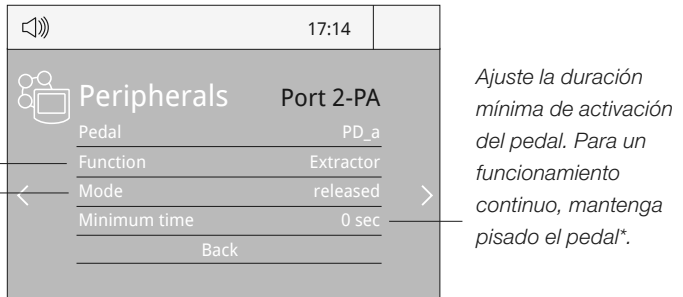 17:14
Peripherals Port 2-PA
Pedal PD_a
Function Extractor
Mode released
Minimum time 0 sec
Back
Ajuste la duración
mínima de activación
del pedal. Para un
funcionamiento
continuo, mantenga
pisado el pedal*.